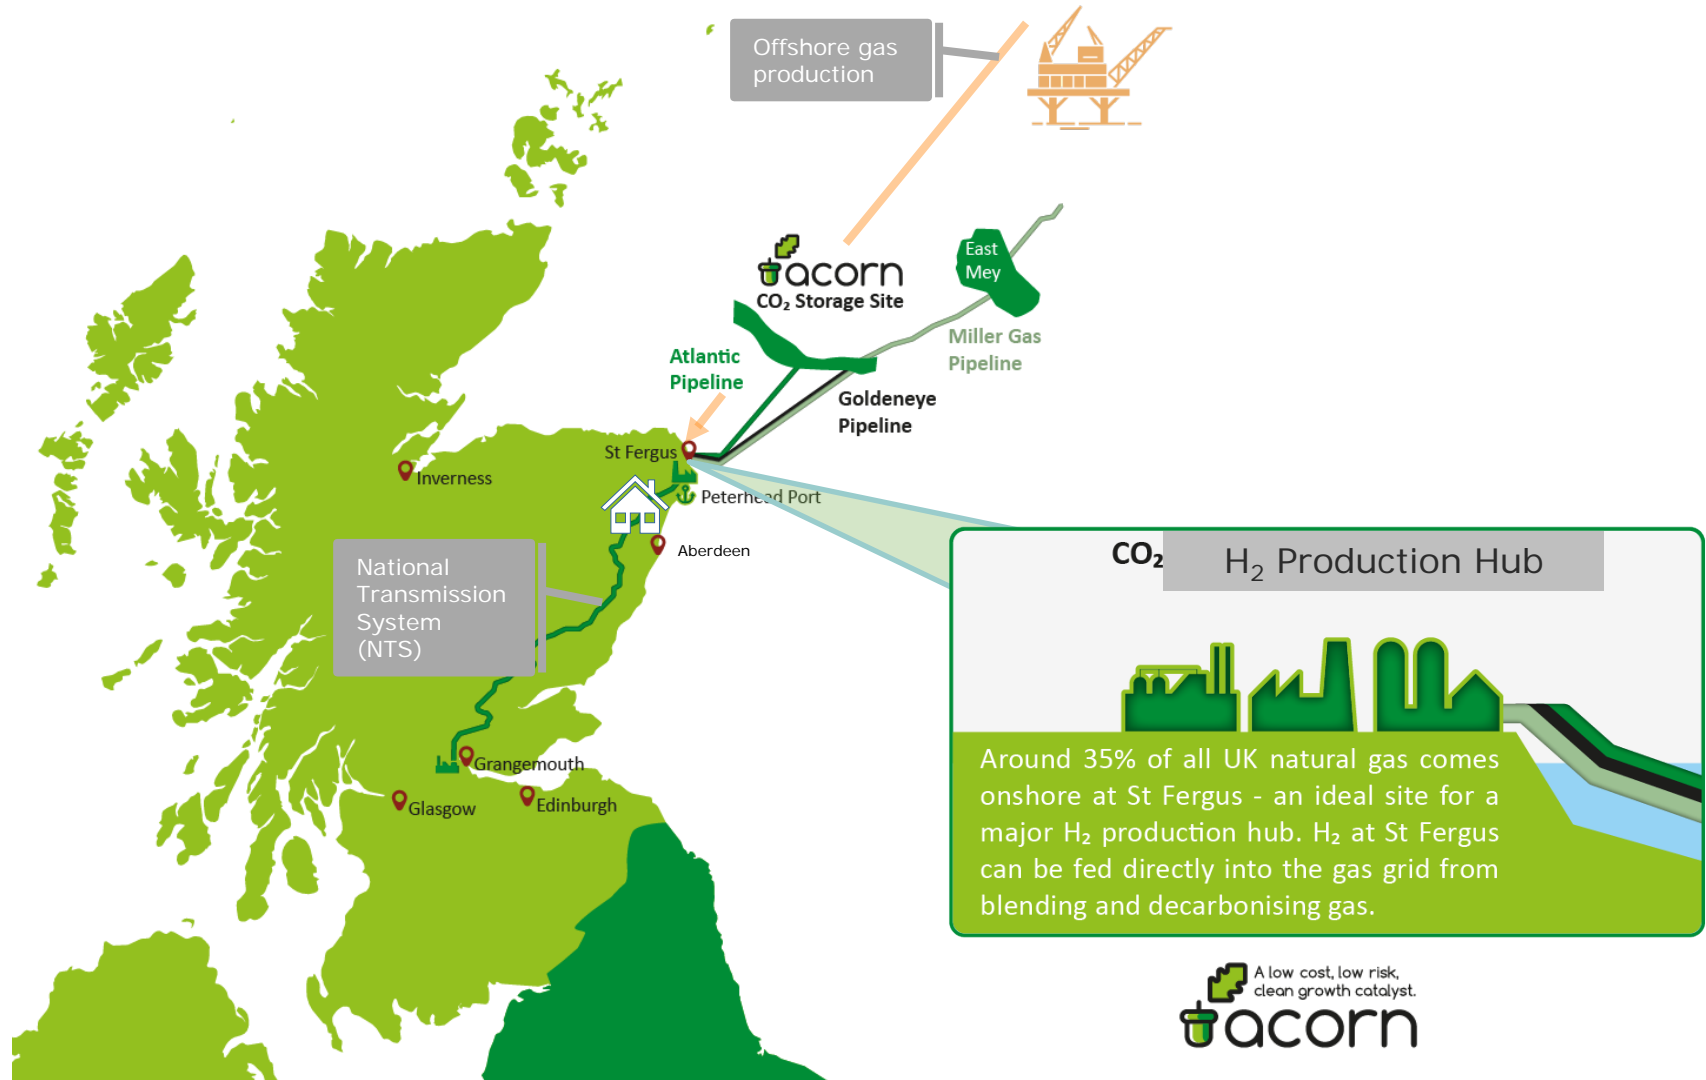 Offshore gas
production
acorn
CO₂ Storage Site
East
Mey
Miller Gas
Pipeline
Atlantic
Pipeline
Goldeneye
Pipeline
St Fergus
Inverness
Peterhead Port
Aberdeen
National
Transmission
System
(NTS)
Grangemouth
Glasgow
Edinburgh
CO₂
H₂ Production Hub
Around 35% of all UK natural gas comes
onshore at St Fergus - an ideal site for a
major H₂ production hub. H₂ at St Fergus
can be fed directly into the gas grid from
blending and decarbonising gas.
A low cost, low risk,
clean growth catalyst.
acorn